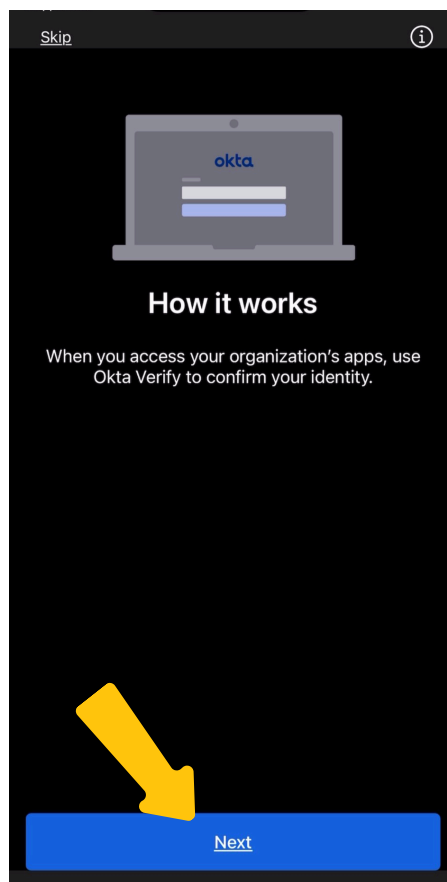 Skip
okta
How it works
When you access your organization’s apps, use
Okta Verify to confirm your identity.
Next